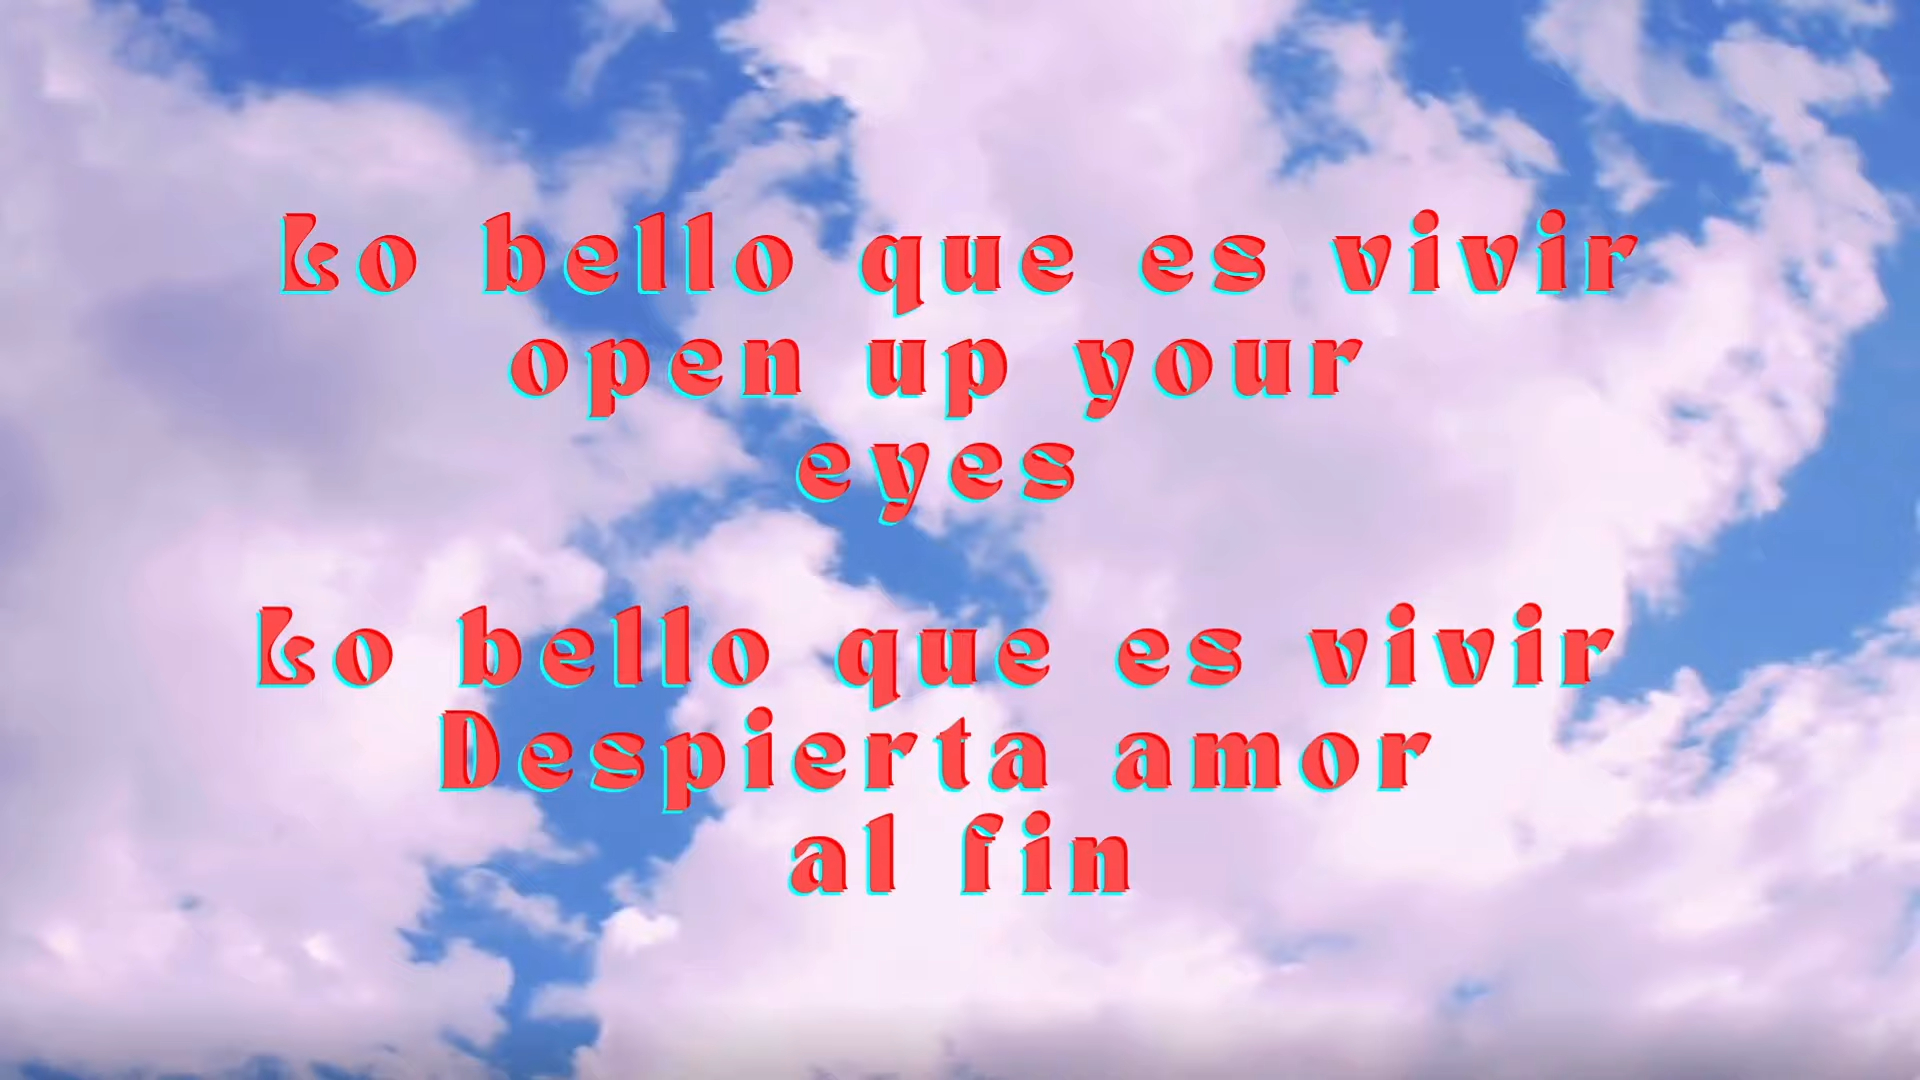 Lo bello que es vivir
open up your
eyes
Lo bello que es vivir
Despierta amor
al fin